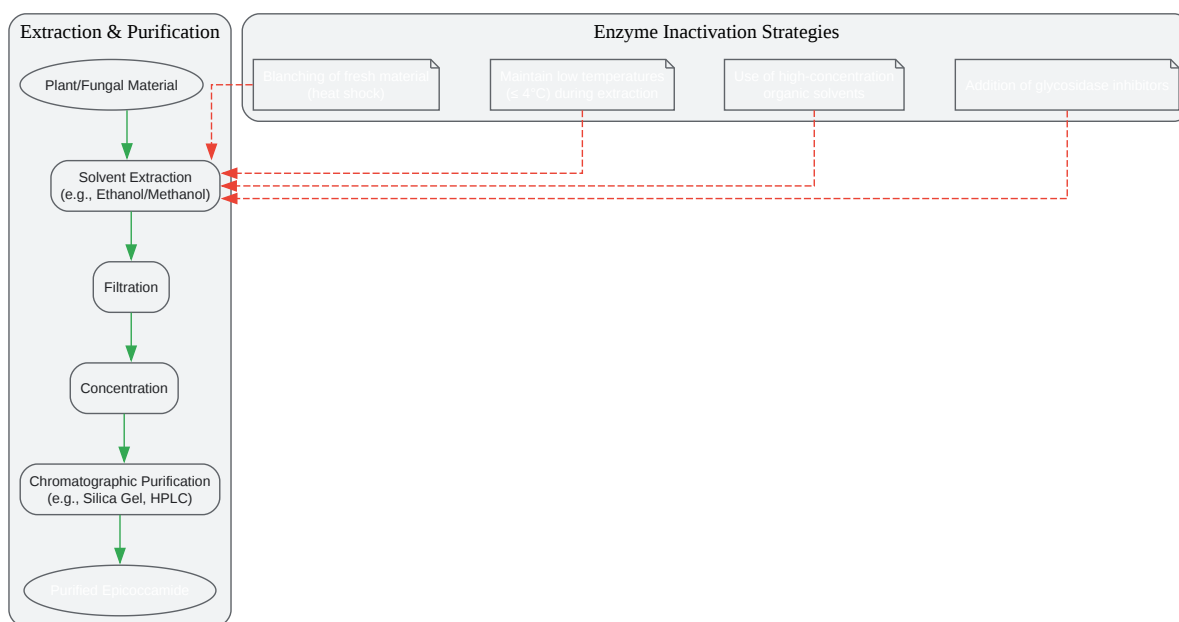 Extraction & Purification
Plant/Fungal Material
Solvent Extraction
(e.g., Ethanol/Methanol)
Filtration
Concentration
Chromatographic Purification
(e.g., Silica Gel, HPLC)
Purified Epicoccamide
Enzyme Inactivation Strategies
Blanching of fresh material
(heat shock)
Maintain low temperatures
(≤ 4°C) during extraction
Use of high-concentration
organic solvents
Addition of glycosidase inhibitors